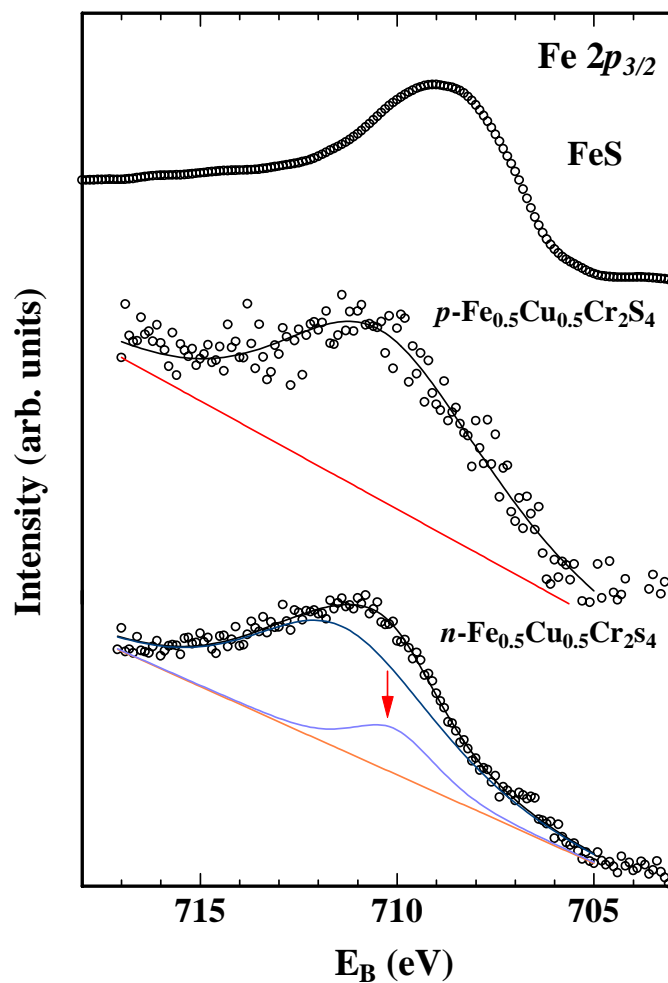 Fe 2p3/2
FeS
p-Fe0.5Cu0.5Cr2S4
n-Fe0.5Cu0.5Cr2s4
Intensity (arb. units)
715 710 705
EB (eV)